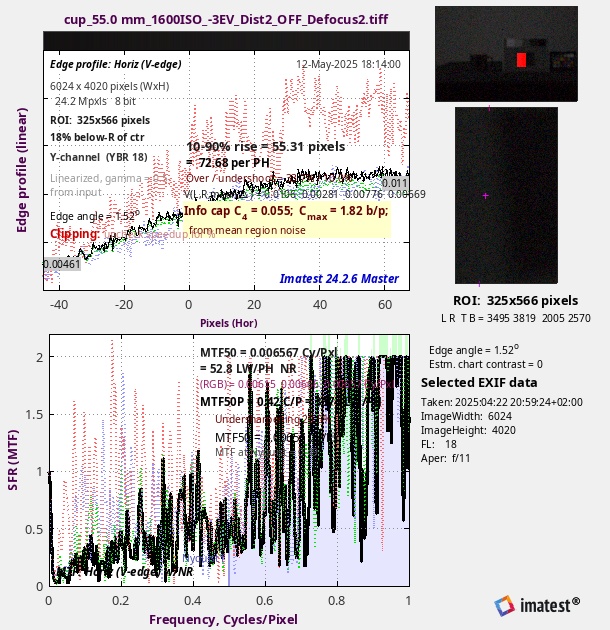 cup_55.0 mm_1600ISO_-3EV_Dist2_OFF_Defocus2.tiff
Edge profile: Horiz (V-edge)
12-May-2025 18:14:00
6024 x 4020 pixels (WxH)
24.2 Mpxls 8 bit
ROI: 325x566 pixels
18% below-R of ctr
Y-channel (YBR 18)
10-90% rise = 55.31 pixels
= 72.68 per PH
Linearized, gamma =
from input
Over / undershoot
Edge angle = 1.52°
Info cap C4 = 0.055; Cmax = 1.82 b/p;
from mean region noise
Clipping:
0.011
0.00461
Imatest 24.2.6 Master
Edge profile (linear)
-40 -20 0 20 40 60
Pixels (Hor)
ROI: 325x566 pixels
L R T B = 3495 3819 2005 2570
Edge angle = 1.52°
Estm. chart contrast = 0
Selected EXIF data
Taken: 2025:04:22 20:59:24+02:00
ImageWidth: 6024
ImageHeight: 4020
FL: 18
Aper: f/11
MTF50 = 0.006567 Cy/Pxl
= 52.8 LW/PH NR
MTF50P = 0.42 C/P =
MTF50 =
MTF at
MTF: Horiz (V-edge) w/NR
SFR (MTF)
2
1.5
1
0.5
0
0 0.2 0.4 0.6 0.8 1
Frequency, Cycles/Pixel
imatest®